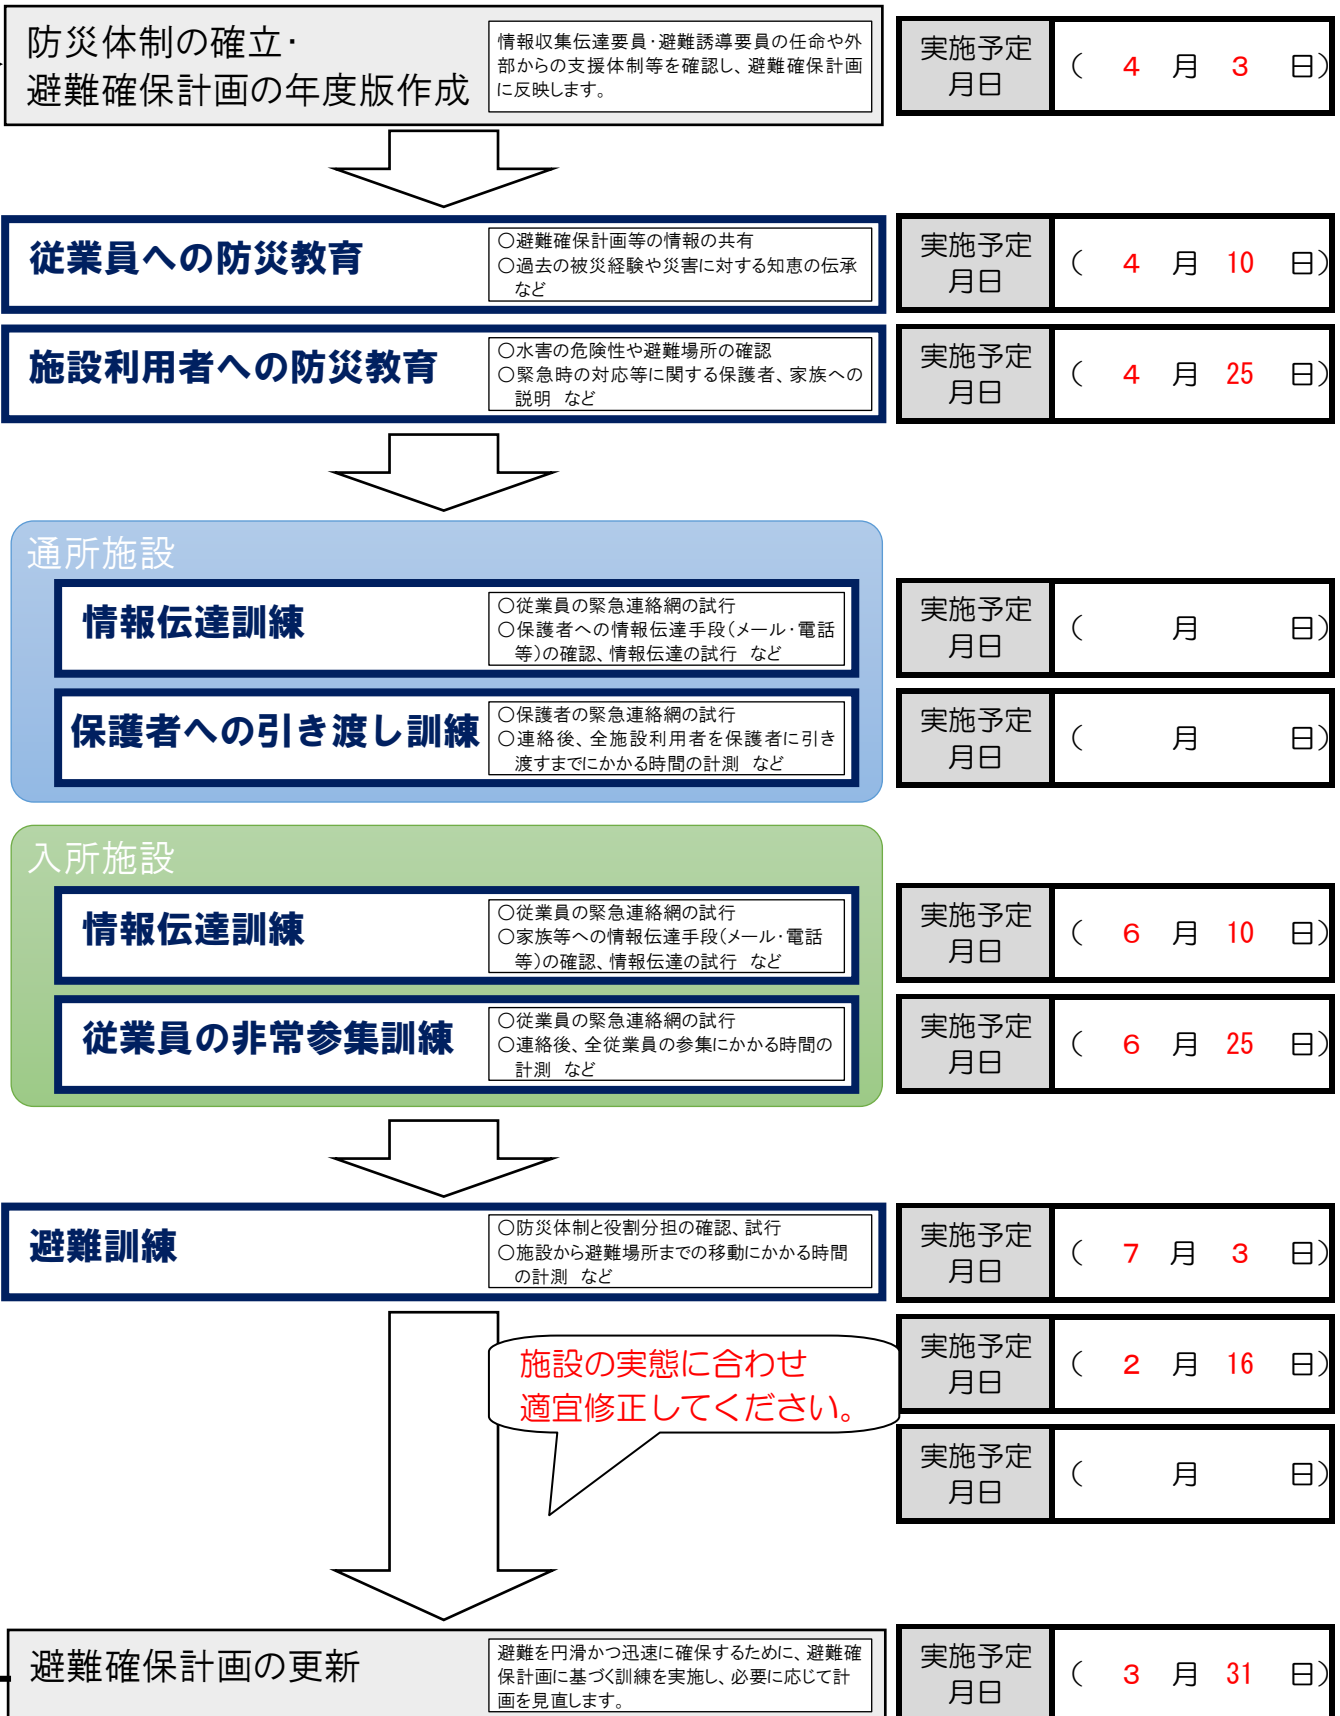 防災体制の確立・
避難確保計画の年度版作成
情報収集伝達要員・避難誘導要員の任命や外
部からの支援体制等を確認し、避難確保計画
に反映します。
実施予定
月日
（ 4 月 3 日）
従業員への防災教育
○避難確保計画等の情報の共有
○過去の被災経験や災害に対する知恵の伝承
など
実施予定
月日
（ 4 月 10 日）
施設利用者への防災教育
○水害の危険性や避難場所の確認
○緊急時の対応等に関する保護者、家族への
説明 など
実施予定
月日
（ 4 月 25 日）
通所施設
情報伝達訓練
○従業員の緊急連絡網の試行
○保護者への情報伝達手段（メール・電話
等）の確認、情報伝達の試行 など
実施予定
月日
（ 月 日）
保護者への引き渡し訓練
○保護者の緊急連絡網の試行
○連絡後、全施設利用者を保護者に引き
渡すまでにかかる時間の計測 など
実施予定
月日
（ 月 日）
入所施設
情報伝達訓練
○従業員の緊急連絡網の試行
○家族等への情報伝達手段（メール・電話
等）の確認、情報伝達の試行 など
実施予定
月日
（ 6 月 10 日）
従業員の非常参集訓練
○従業員の緊急連絡網の試行
○連絡後、全従業員の参集にかかる時間の
計測 など
実施予定
月日
（ 6 月 25 日）
避難訓練
○防災体制と役割分担の確認、試行
○施設から避難場所までの移動にかかる時間
の計測 など
実施予定
月日
（ 7 月 3 日）
施設の実態に合わせ
適宜修正してください。
実施予定
月日
（ 2 月 16 日）
実施予定
月日
（ 月 日）
避難確保計画の更新
避難を円滑かつ迅速に確保するために、避難確
保計画に基づく訓練を実施し、必要に応じて計
画を見直します。
実施予定
月日
（ 3 月 31 日）